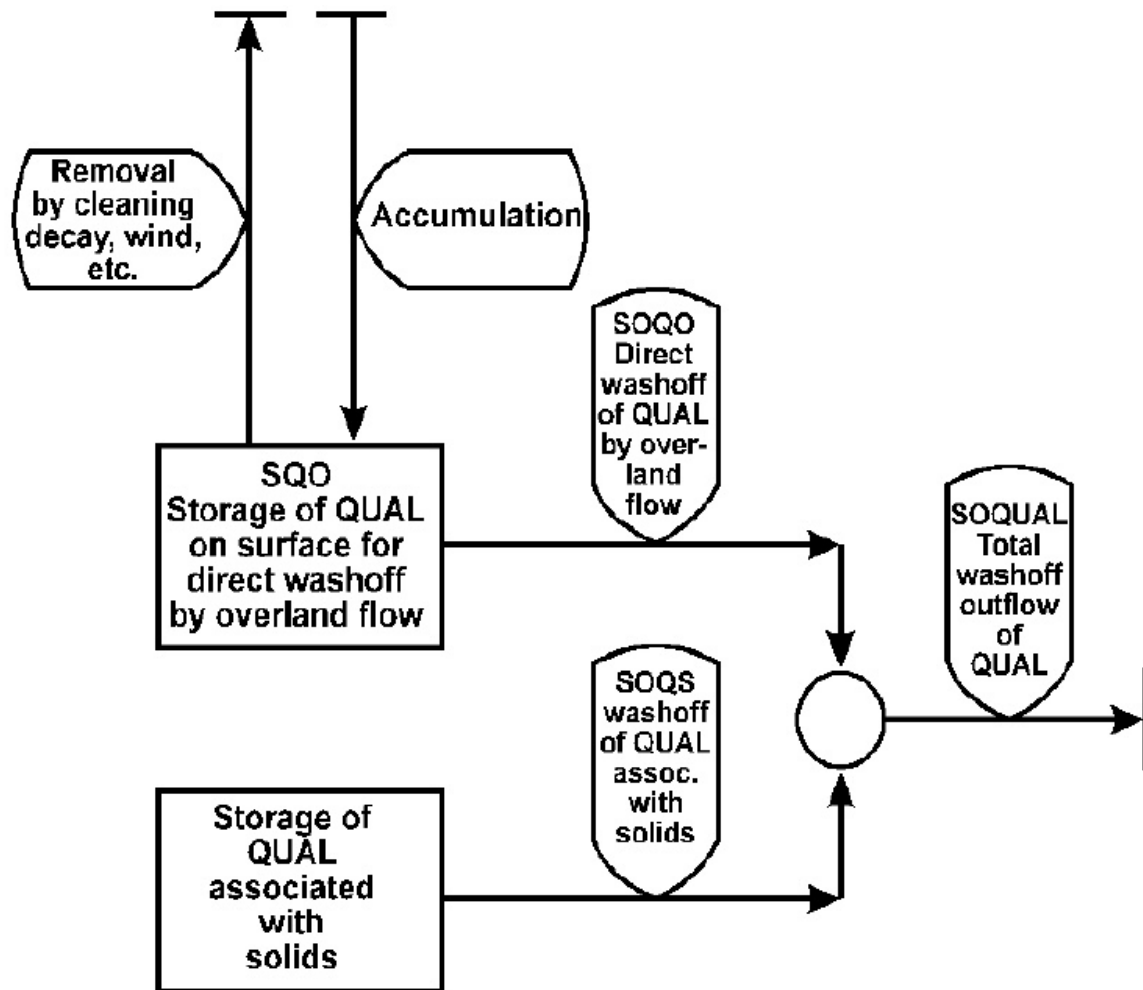 Removal
by cleaning
decay, wind,
etc.
Accumulation
SOQO
Direct
washoff
of QUAL
by over-
land
flow
SQO
Storage of QUAL
on surface for
direct washoff
by overland flow
SOQUAL
Total
washoff
outflow
of
QUAL
SOQS
washoff
of QUAL
assoc.
with
solids
Storage of
QUAL
associated
with
solids